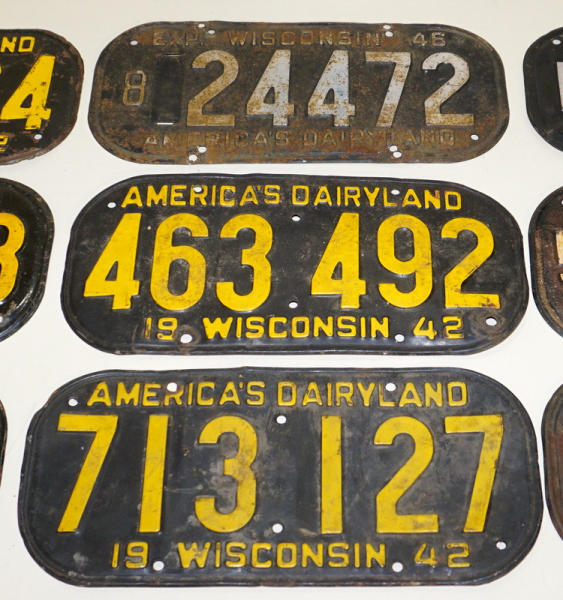 EXP. WISCONSIN 46
8 24472
AMERICA'S DAIRYLAND
AMERICA'S DAIRYLAND
463 492
19 WISCONSIN 42
AMERICA'S DAIRYLAND
713 127
19 WISCONSIN 42